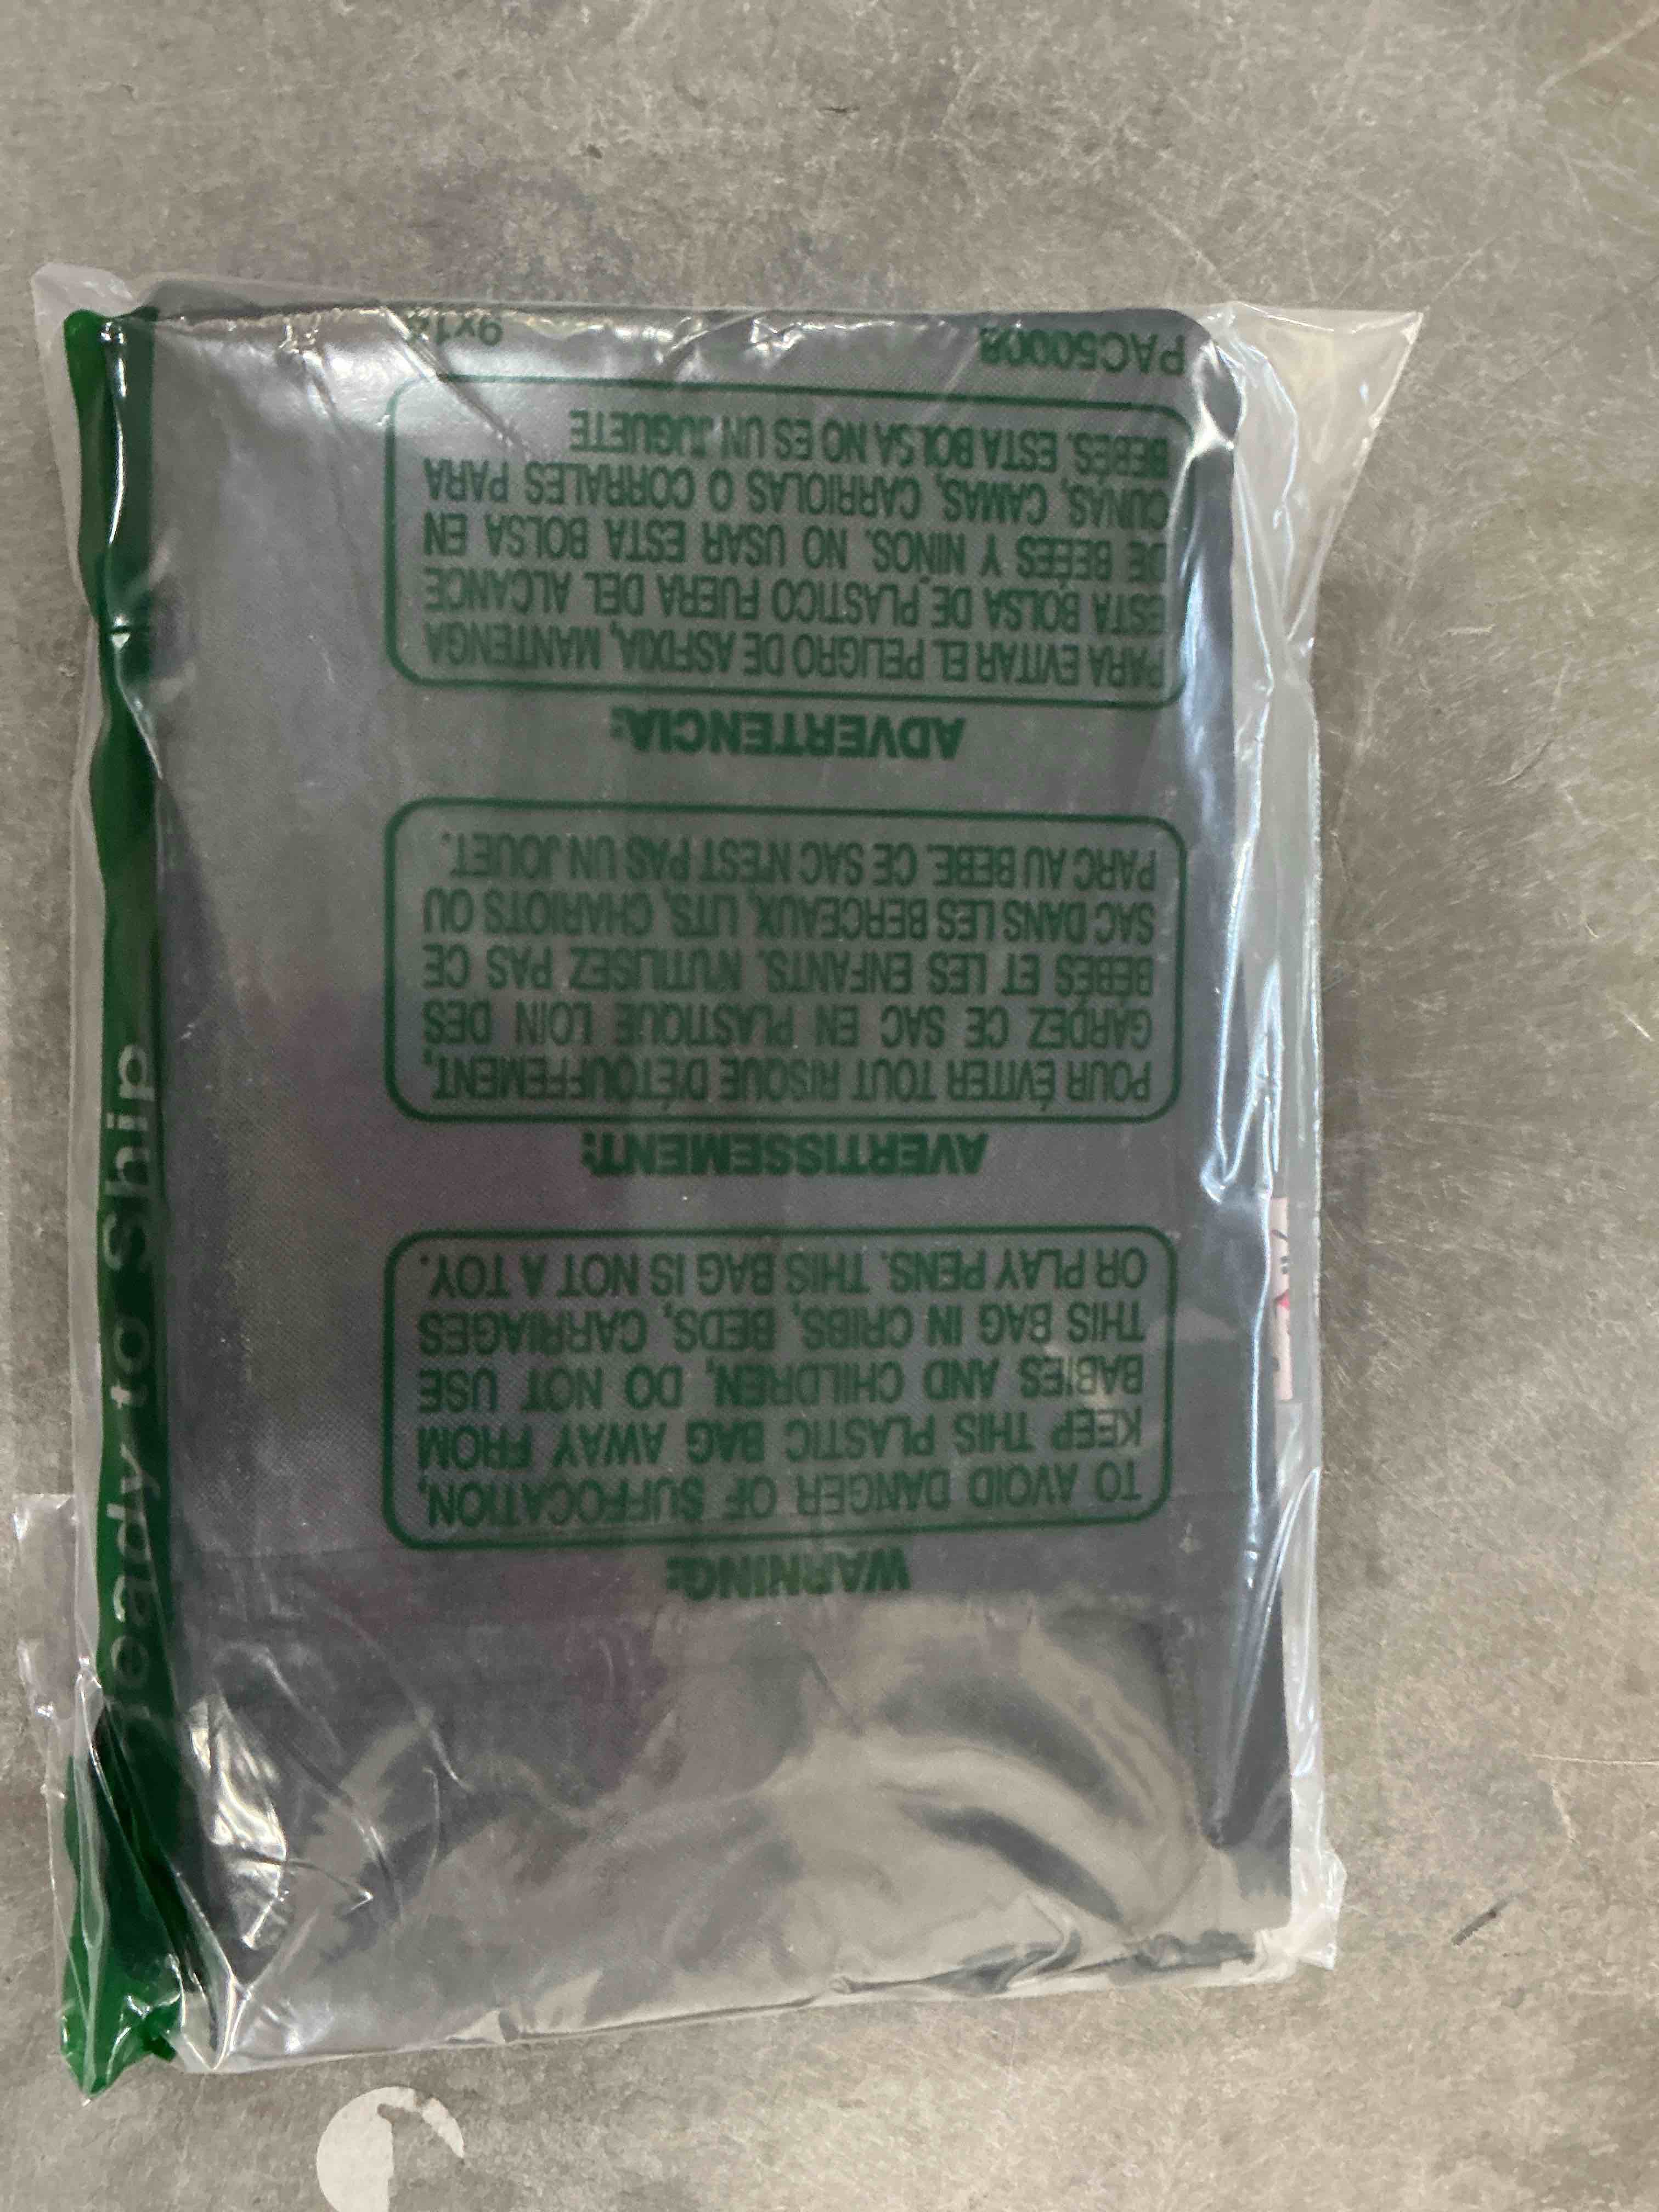 WARNING:
TO AVOID DANGER OF SUFFOCATION,
KEEP THIS PLASTIC BAG AWAY FROM
BABIES AND CHILDREN, DO NOT USE
THIS BAG IN CRIBS, BEDS, CARRIAGES
OR PLAY PENS. THIS BAG IS NOT A TOY.
AVERTISSEMENT:
POUR ÉVITER TOUT RISQUE D'ÉTOUFFEMENT,
GARDEZ CE SAC EN PLASTIQUE LOIN DES
BÉBÉS ET LES ENFANTS. N'UTILISEZ PAS CE
SAC DANS LES BERCEAUX, LITS, CHARIOTS OU
PARC AU BEBE. CE SAC N'EST PAS UN JOUET.
ADVERTENCIA:
PARA EVITAR EL PELIGRO DE ASFIXIA, MANTENGA
ESTA BOLSA DE PLASTICO FUERA DEL ALCANCE
DE BEBÉS Y NINOS. NO USAR ESTA BOLSA EN
CUNAS, CAMAS, CARRIOLAS O CORRALES PARA
BEBÉS. ESTA BOLSA NO ES UN JUGUETE
PAC50008
ready to ship